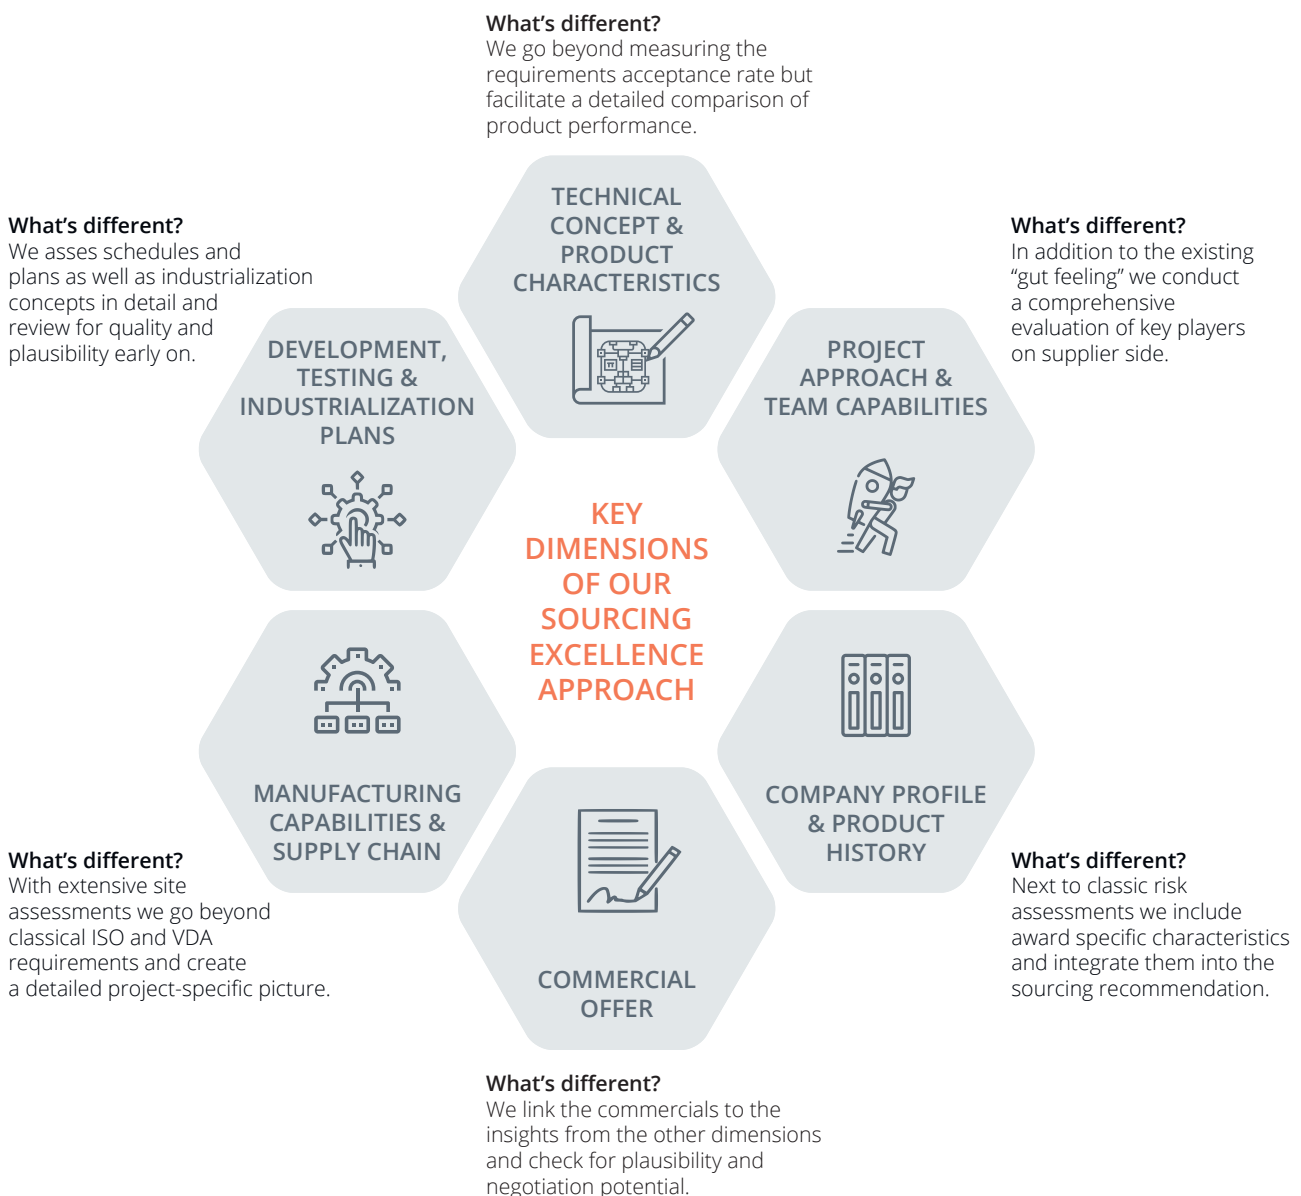 What's different?
We go beyond measuring the
requirements acceptance rate but
facilitate a detailed comparison of
product performance.
TECHNICAL
CONCEPT &
PRODUCT
CHARACTERISTICS
What's different?
We asses schedules and
plans as well as industrialization
concepts in detail and
review for quality and
plausibility early on.
DEVELOPMENT,
TESTING &
INDUSTRIALIZATION
PLANS
What's different?
In addition to the existing
“gut feeling” we conduct
a comprehensive
evaluation of key players
on supplier side.
PROJECT
APPROACH &
TEAM CAPABILITIES
KEY
DIMENSIONS
OF OUR
SOURCING
EXCELLENCE
APPROACH
MANUFACTURING
CAPABILITIES &
SUPPLY CHAIN
What's different?
With extensive site
assessments we go beyond
classical ISO and VDA
requirements and create
a detailed project-specific picture.
COMPANY PROFILE
& PRODUCT
HISTORY
What's different?
Next to classic risk
assessments we include
award specific characteristics
and integrate them into the
sourcing recommendation.
COMMERCIAL
OFFER
What's different?
We link the commercials to the
insights from the other dimensions
and check for plausibility and
negotiation potential.